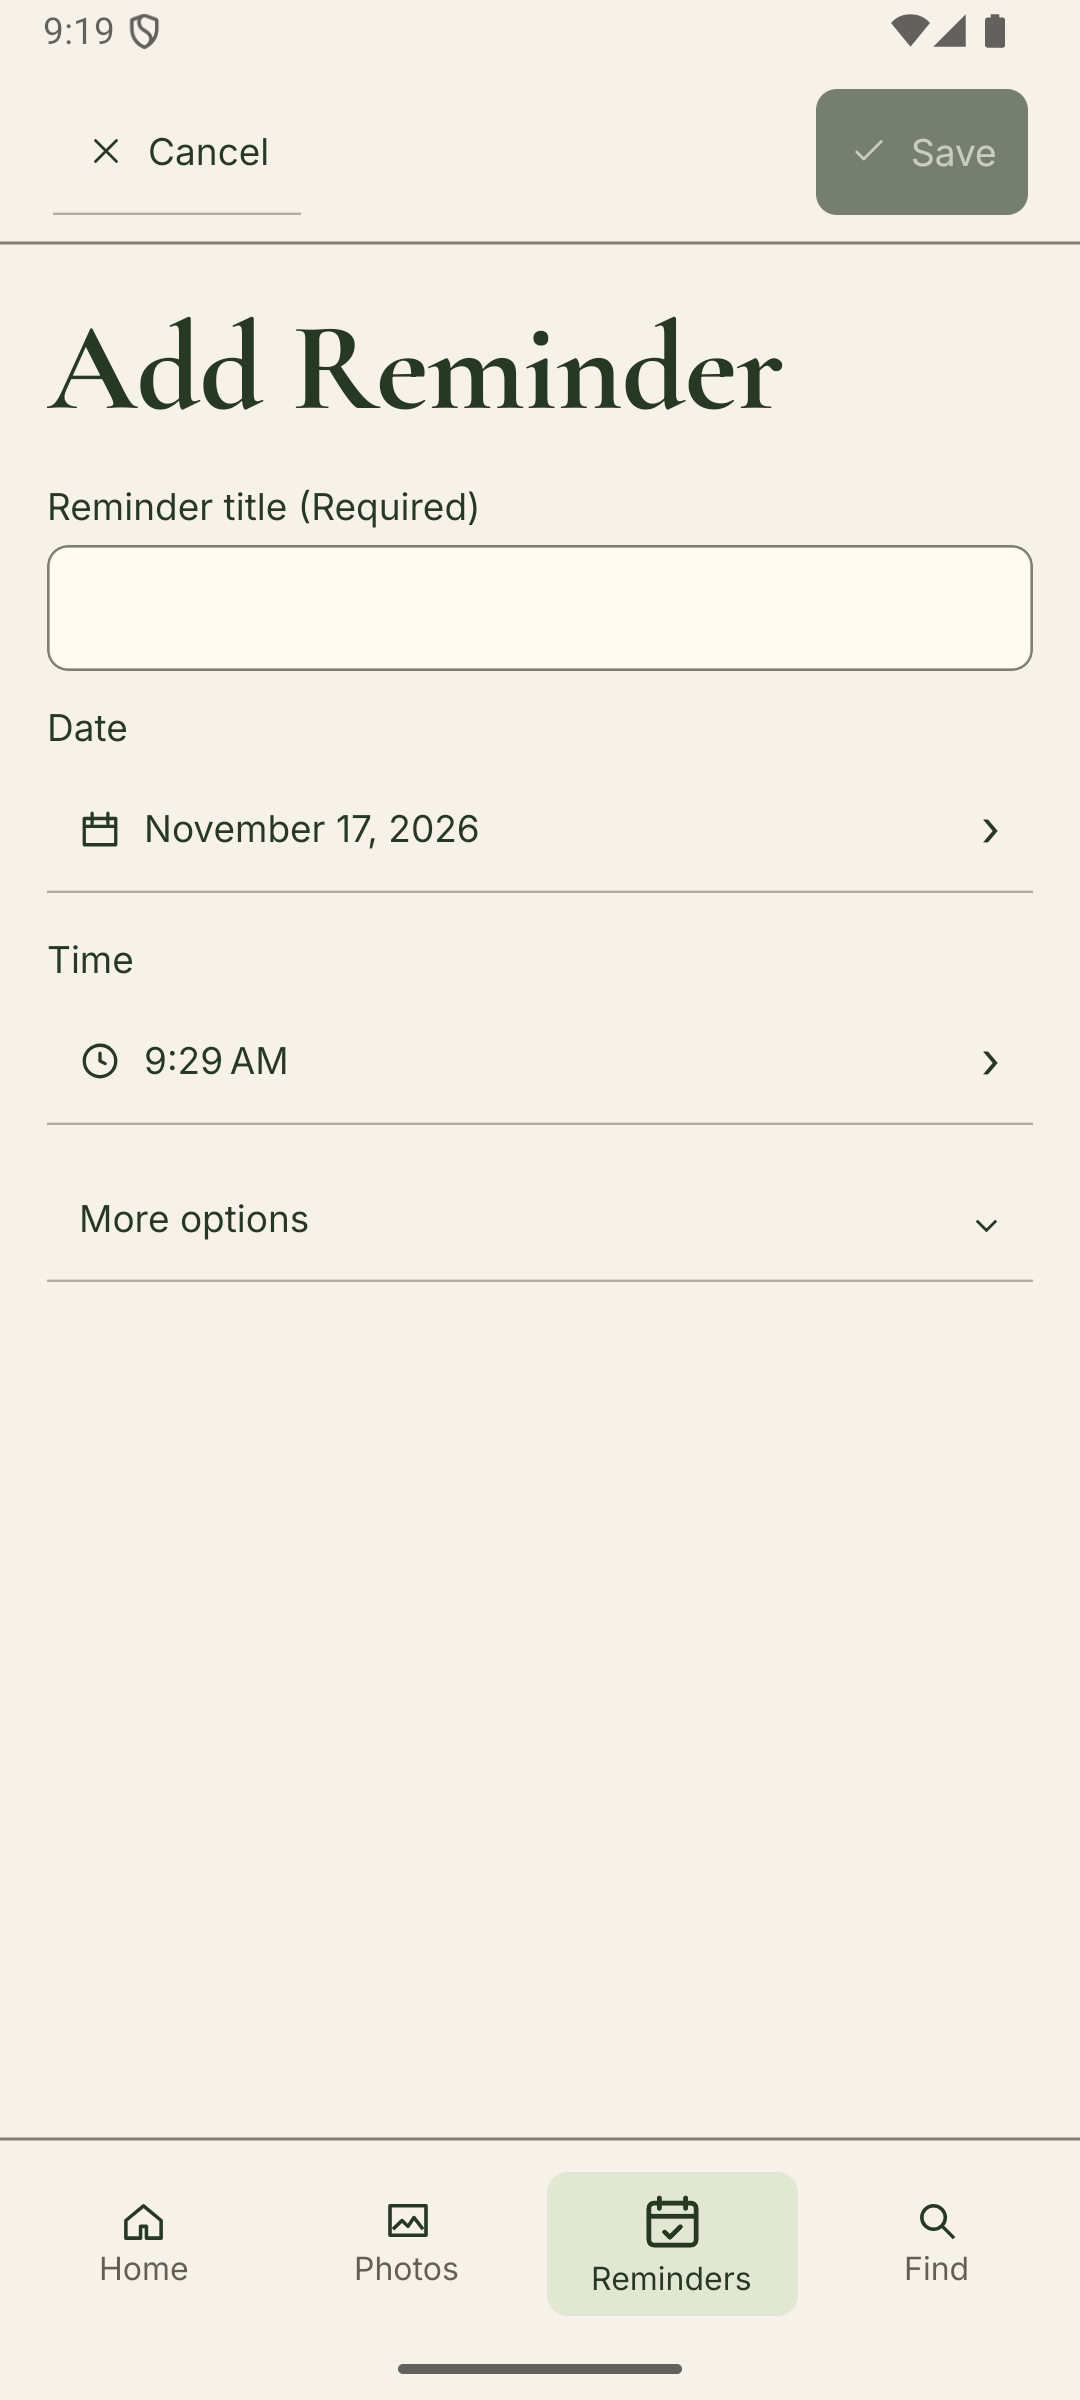 9:19
Cancel
Save
Add Reminder
Reminder title (Required)
Date
November 17, 2026
Time
9:29 AM
More options
Home
Photos
Reminders
Find